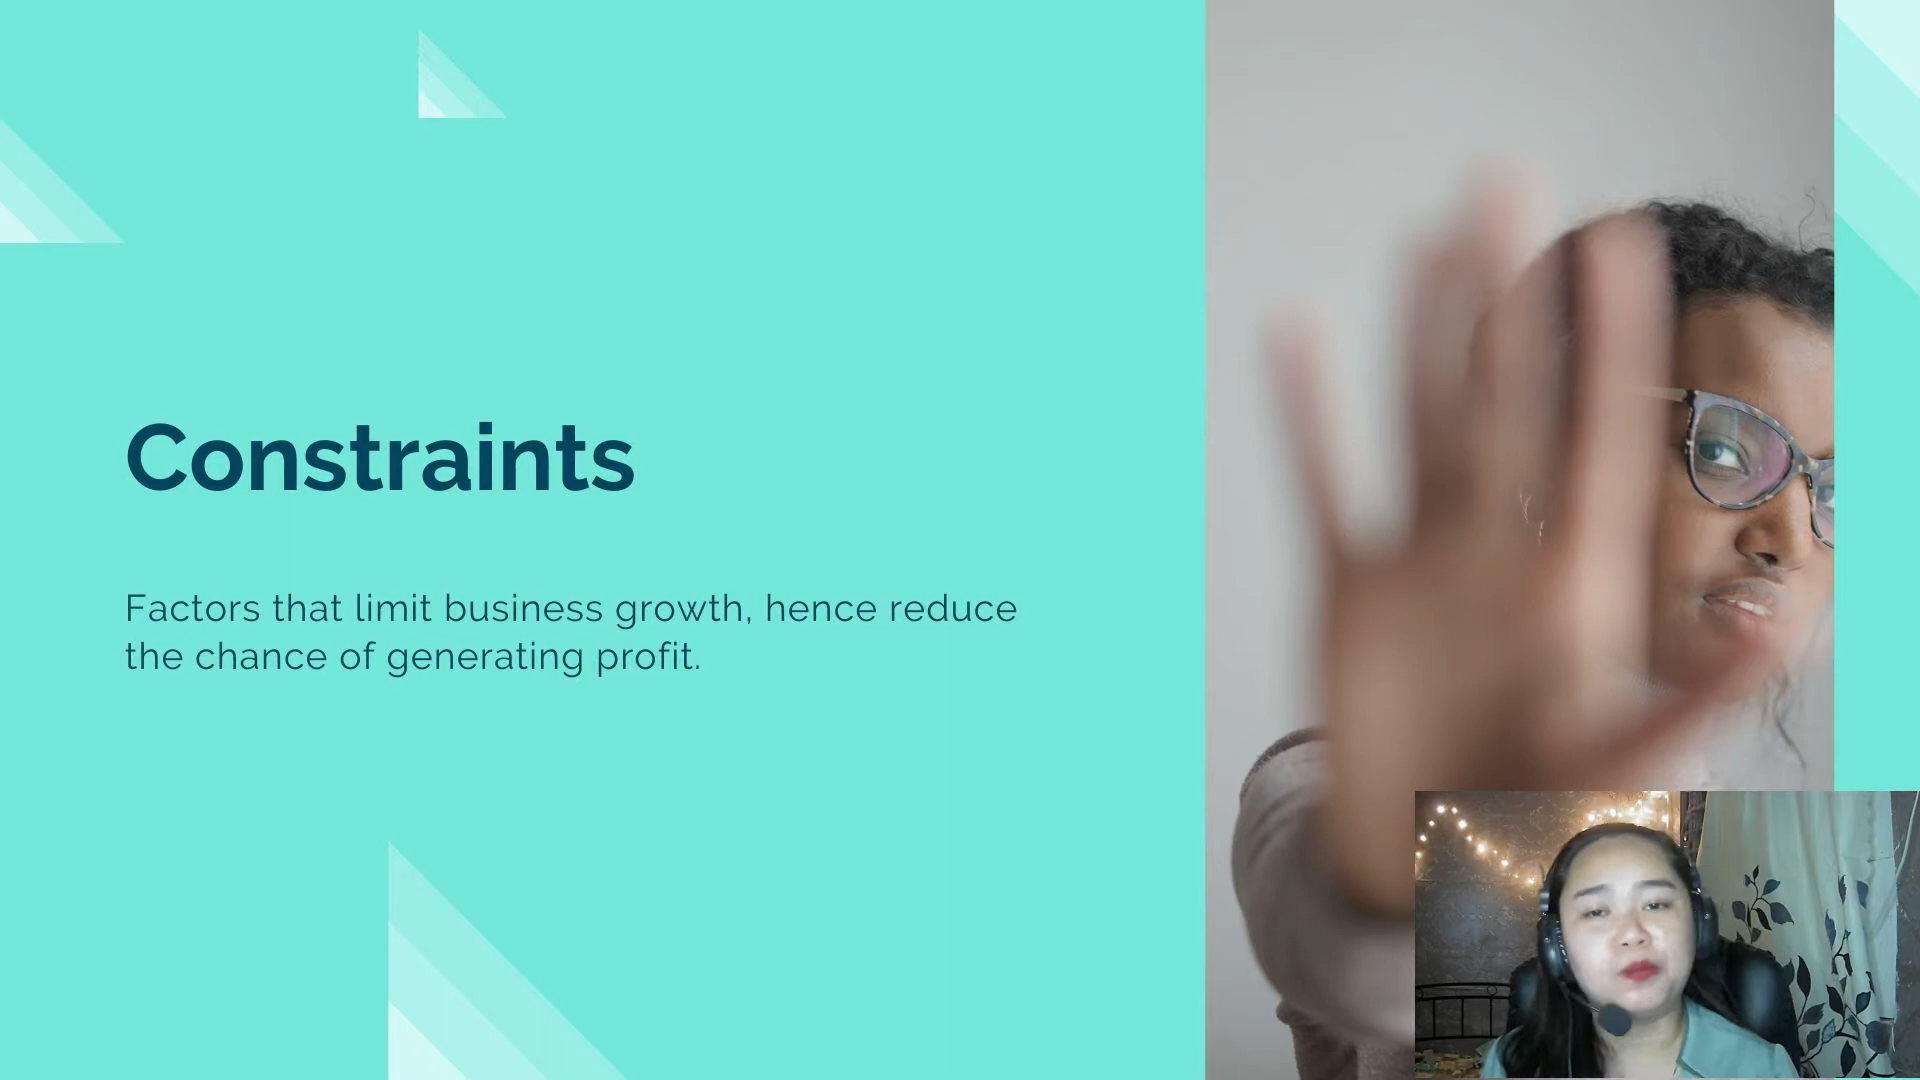 Constraints
Factors that limit business growth, hence reduce
the chance of generating profit.